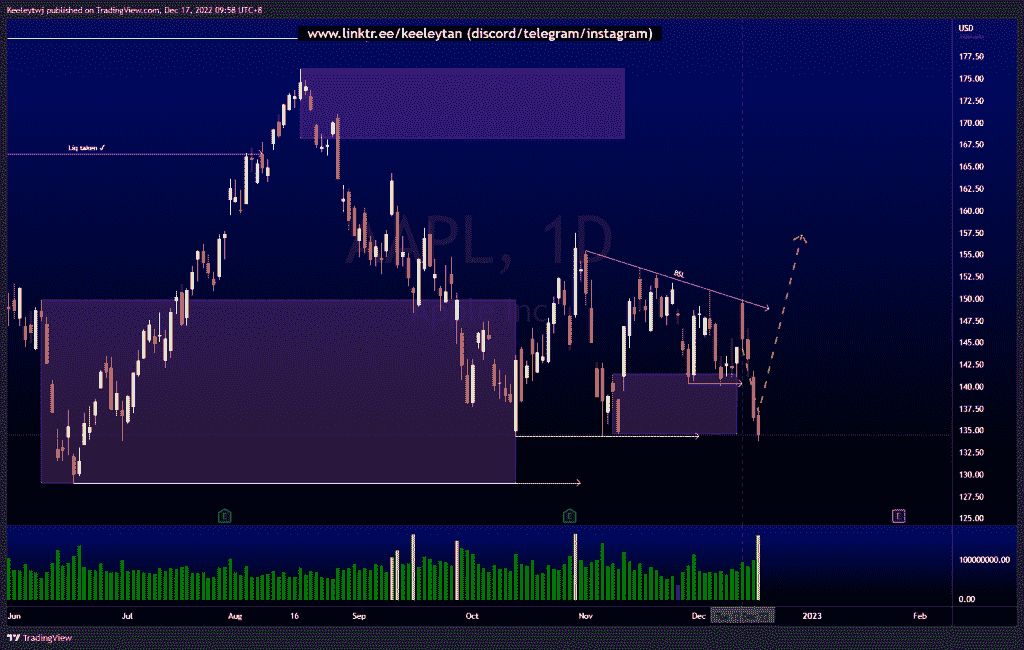 Keeleytwj published on TradingView.com, Dec 17, 2022 09:58 UTC+8
www.linktr.ee/keeleytan (discord/telegram/instagram)
USD
177.50
175.00
172.50
170.00
167.50
165.00
162.50
160.00
157.50
155.00
152.50
150.00
147.50
145.00
142.50
140.00
137.50
135.00
132.50
130.00
127.50
125.00
Liq taken ✓
AAPL, 1D
BSL
E
E
E
100000000.00
0.00
Jun Jul Aug 16 Sep Oct Nov Dec 2023 Feb
TradingView